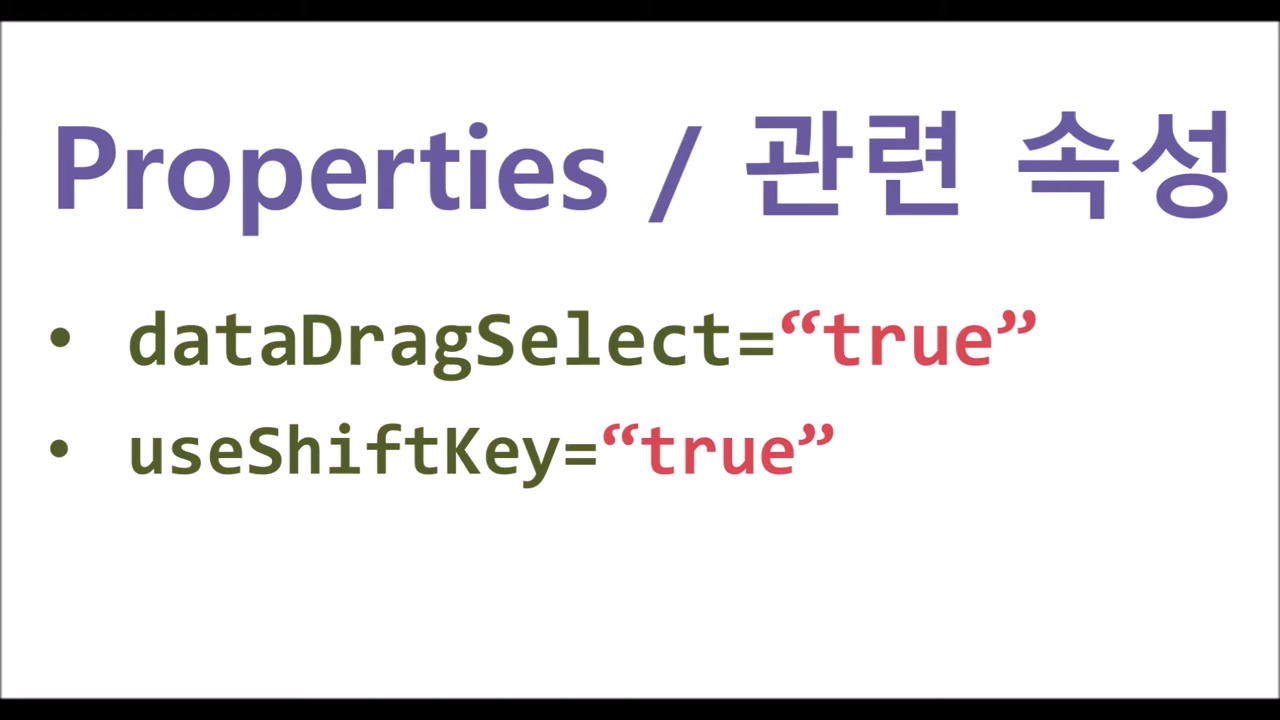 Properties / 관련 속성
• dataDragSelect=“true”
• useShiftKey=“true”